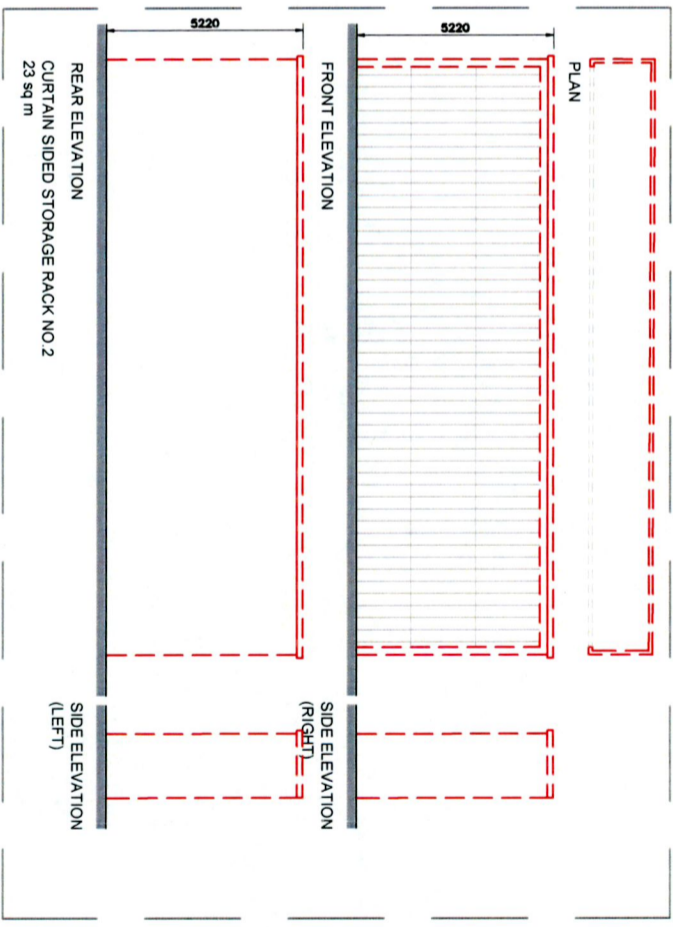 PLAN
5220
FRONT ELEVATION
SIDE ELEVATION
(RIGHT)
5220
REAR ELEVATION
SIDE ELEVATION
(LEFT)
CURTAIN SIDED STORAGE RACK NO.2
23 sq m